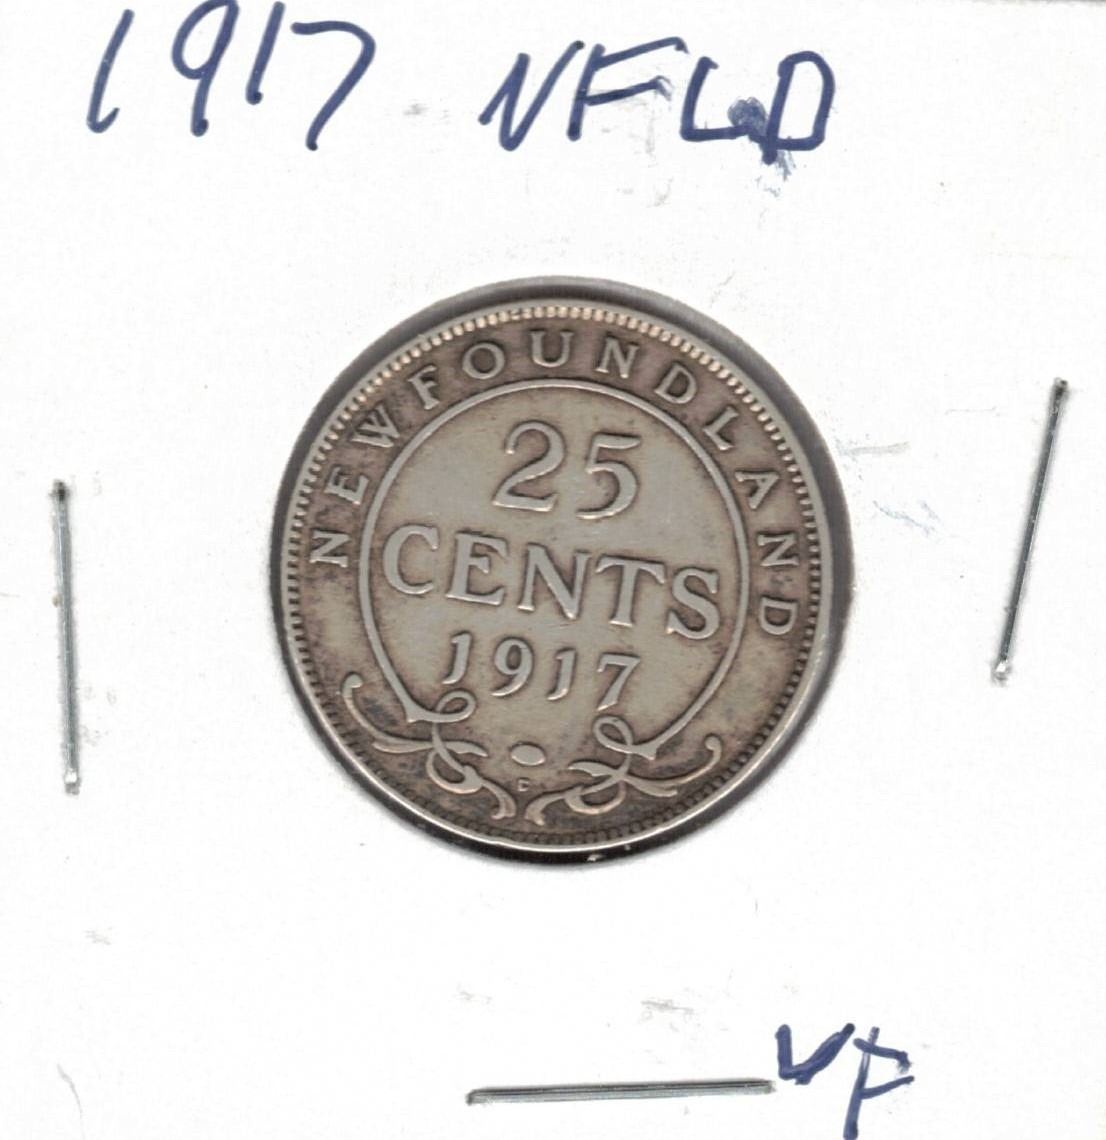 1917 NFLD
NEWFOUNDLAND
25
CENTS
1917
C
VF